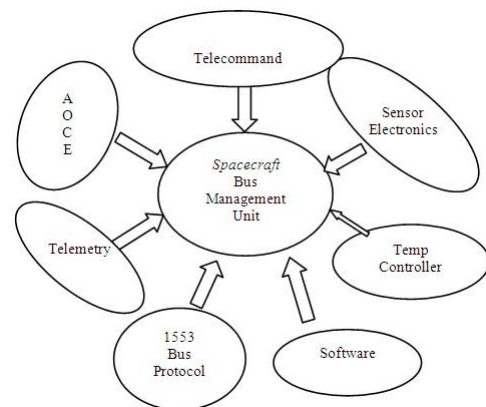 Telecommand
A
O
C
E
Sensor
Electronics
Spacecraft
Bus
Management
Unit
Telemetry
Temp
Controller
1553
Bus
Protocol
Software